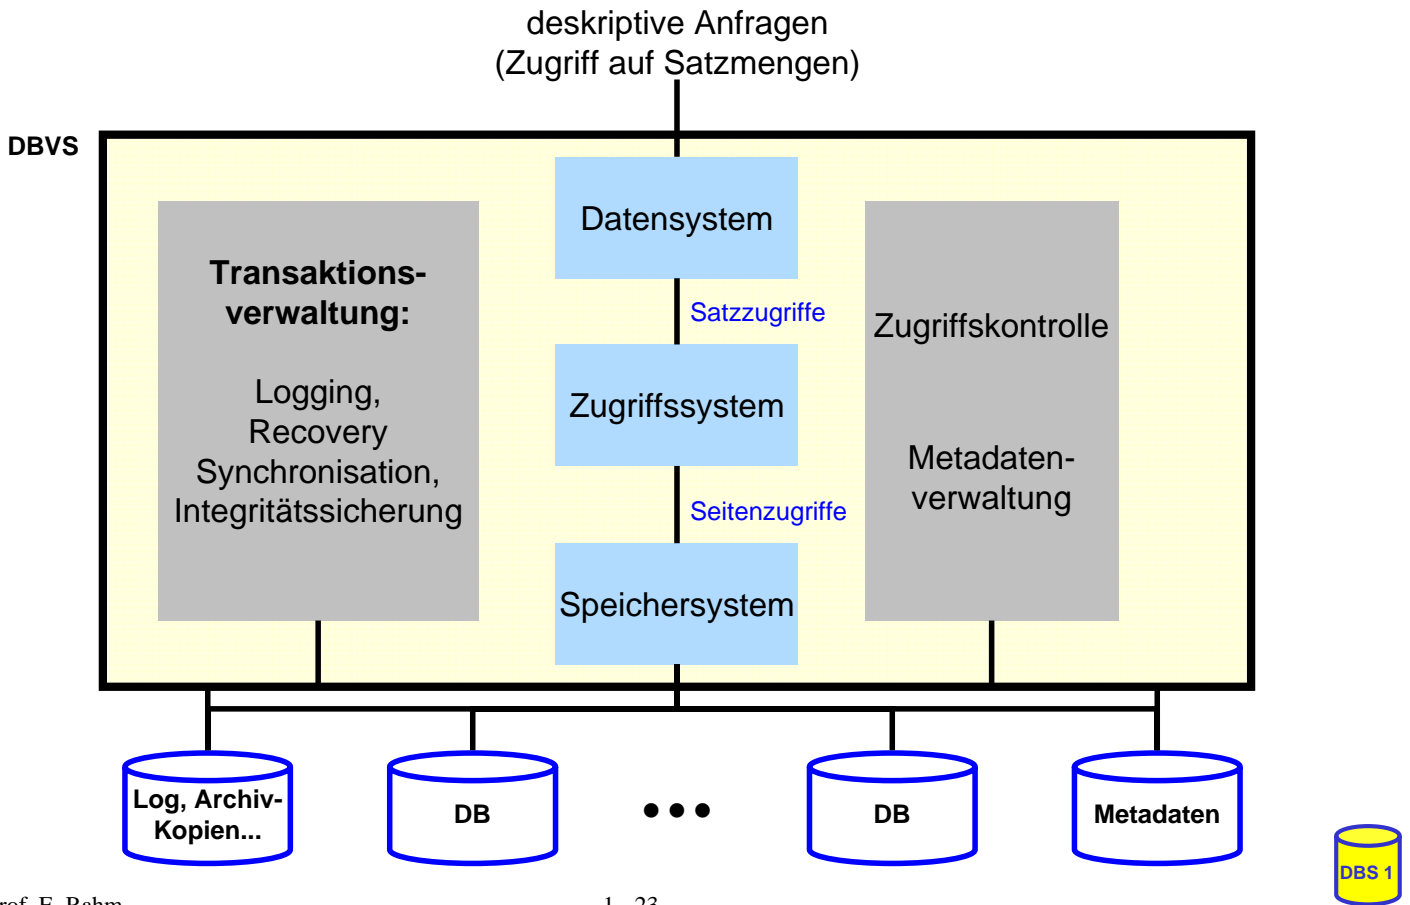 deskriptive Anfragen
(Zugriff auf Satzmengen)
DBVS
Datensystem
Transaktions-
verwaltung:
Logging,
Recovery
Synchronisation,
Integritätssicherung
Satzzugriffe
Zugriffssystem
Seitenzugriffe
Speichersystem
Zugriffskontrolle
Metadaten-
verwaltung
Log, Archiv-
Kopien...
DB
DB
Metadaten
DBS 1